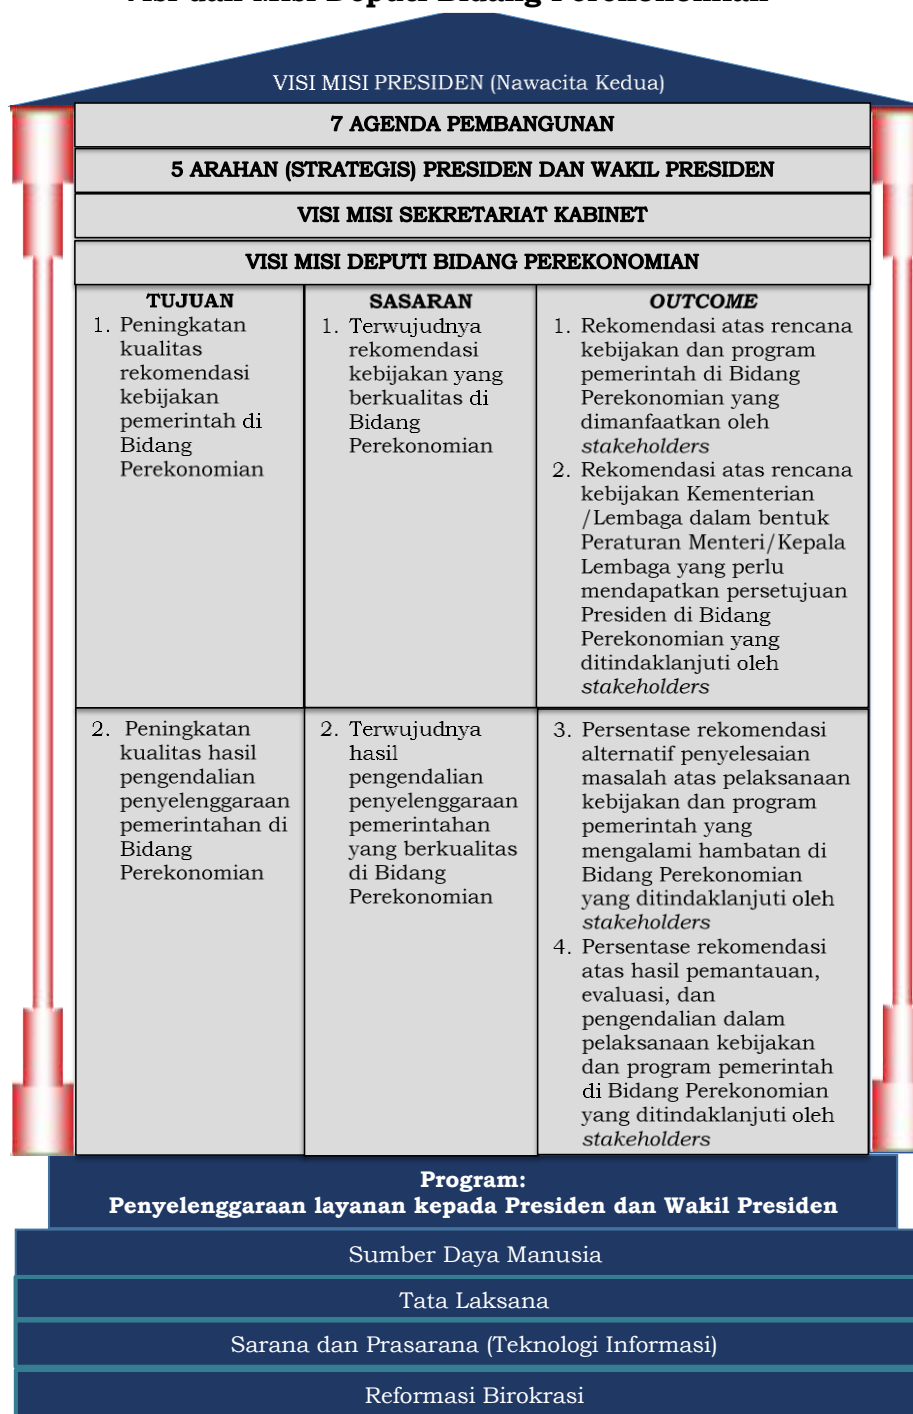 Visi dan Misi Deputi Bidang Perekonomian
VISI MISI PRESIDEN (Nawacita Kedua)
7 AGENDA PEMBANGUNAN
5 ARAHAN (STRATEGIS) PRESIDEN DAN WAKIL PRESIDEN
VISI MISI SEKRETARIAT KABINET
VISI MISI DEPUTI BIDANG PEREKONOMIAN
TUJUAN
1. Peningkatan
kualitas
rekomendasi
kebijakan
pemerintah di
Bidang
Perekonomian
SASARAN
1. Terwujudnya
rekomendasi
kebijakan yang
berkualitas di
Bidang
Perekonomian
OUTCOME
1. Rekomendasi atas rencana
kebijakan dan program
pemerintah di Bidang
Perekonomian yang
dimanfaatkan oleh
stakeholders
2. Rekomendasi atas rencana
kebijakan Kementerian
/Lembaga dalam bentuk
Peraturan Menteri/Kepala
Lembaga yang perlu
mendapatkan persetujuan
Presiden di Bidang
Perekonomian yang
ditindaklanjuti oleh
stakeholders
2. Peningkatan
kualitas hasil
pengendalian
penyelenggaraan
pemerintahan di
Bidang
Perekonomian
2. Terwujudnya
hasil
pengendalian
penyelenggaraan
pemerintahan
yang berkualitas
di Bidang
Perekonomian
3. Persentase rekomendasi
alternatif penyelesaian
masalah atas pelaksanaan
kebijakan dan program
pemerintah yang
mengalami hambatan di
Bidang Perekonomian
yang ditindaklanjuti oleh
stakeholders
4. Persentase rekomendasi
atas hasil pemantauan,
evaluasi, dan
pengendalian dalam
pelaksanaan kebijakan
dan program pemerintah
di Bidang Perekonomian
yang ditindaklanjuti oleh
stakeholders
Program:
Penyelenggaraan layanan kepada Presiden dan Wakil Presiden
Sumber Daya Manusia
Tata Laksana
Sarana dan Prasarana (Teknologi Informasi)
Reformasi Birokrasi